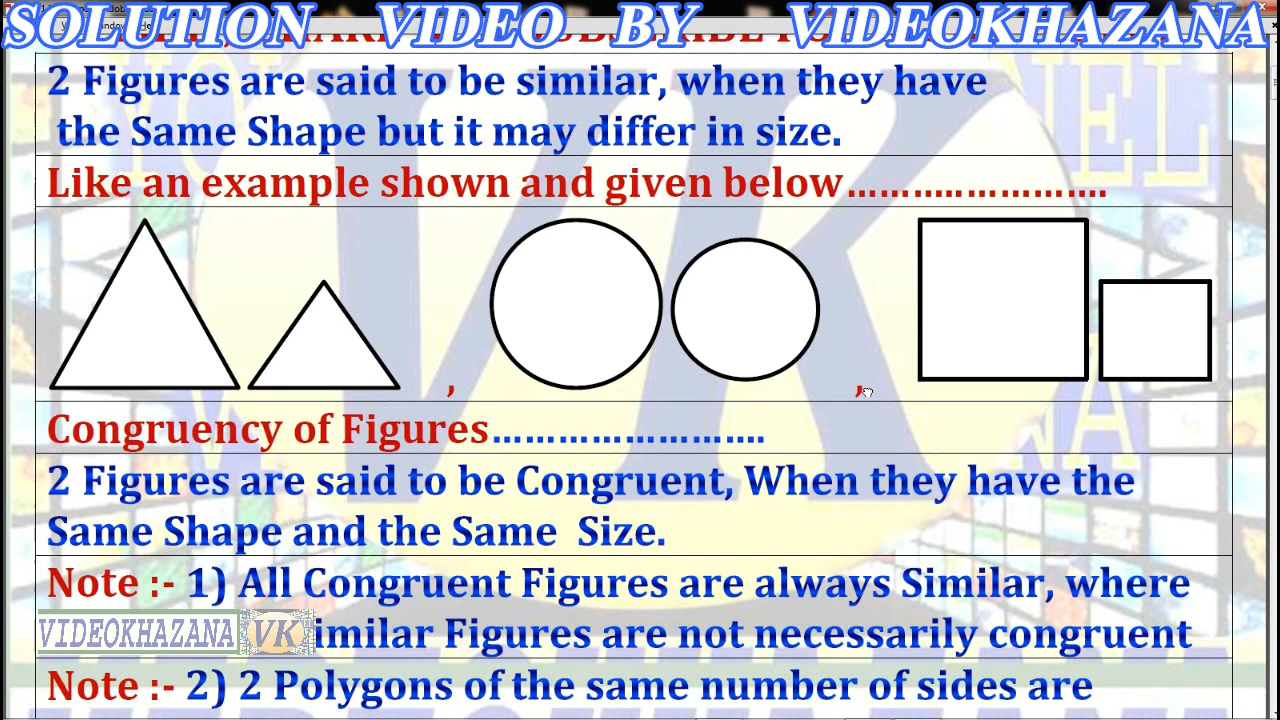 SOLUTION VIDEO BY VIDEOKHAZANA
2 Figures are said to be similar, when they have
the Same Shape but it may differ in size.
Like an example shown and given below.........................
, ,
Congruency of Figures.........................
2 Figures are said to be Congruent, When they have the
Same Shape and the Same Size.
Note :- 1) All Congruent Figures are always Similar, where
VIDEOKHAZANA VK imilar Figures are not necessarily congruent
Note :- 2) 2 Polygons of the same number of sides are